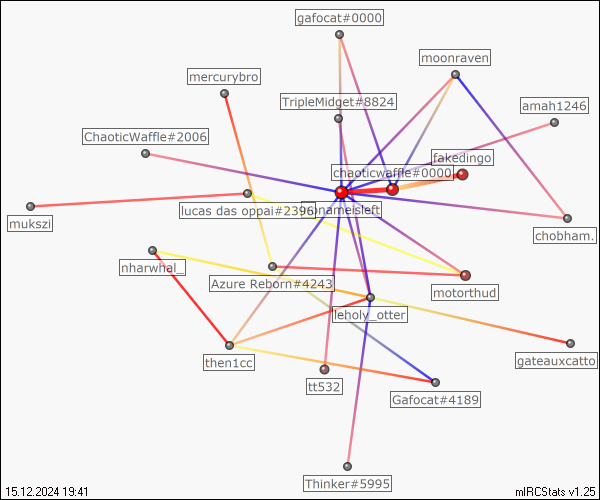 gafocat#0000
moonraven
mercurybro
TripleMidget#8824
amah1246
ChaoticWaffle#2006
fakedingo
chaoticwaffle#0000
lucas das oppai#2396
nonameisleft
mukszi
chobham.
nharwhal_
Azure Reborn#4243
motorthud
leholy_otter
then1cc
gateauxcatto
tt532
Gafocat#4189
Thinker#5995
15.12.2024 19:41
mIRCStats v1.25